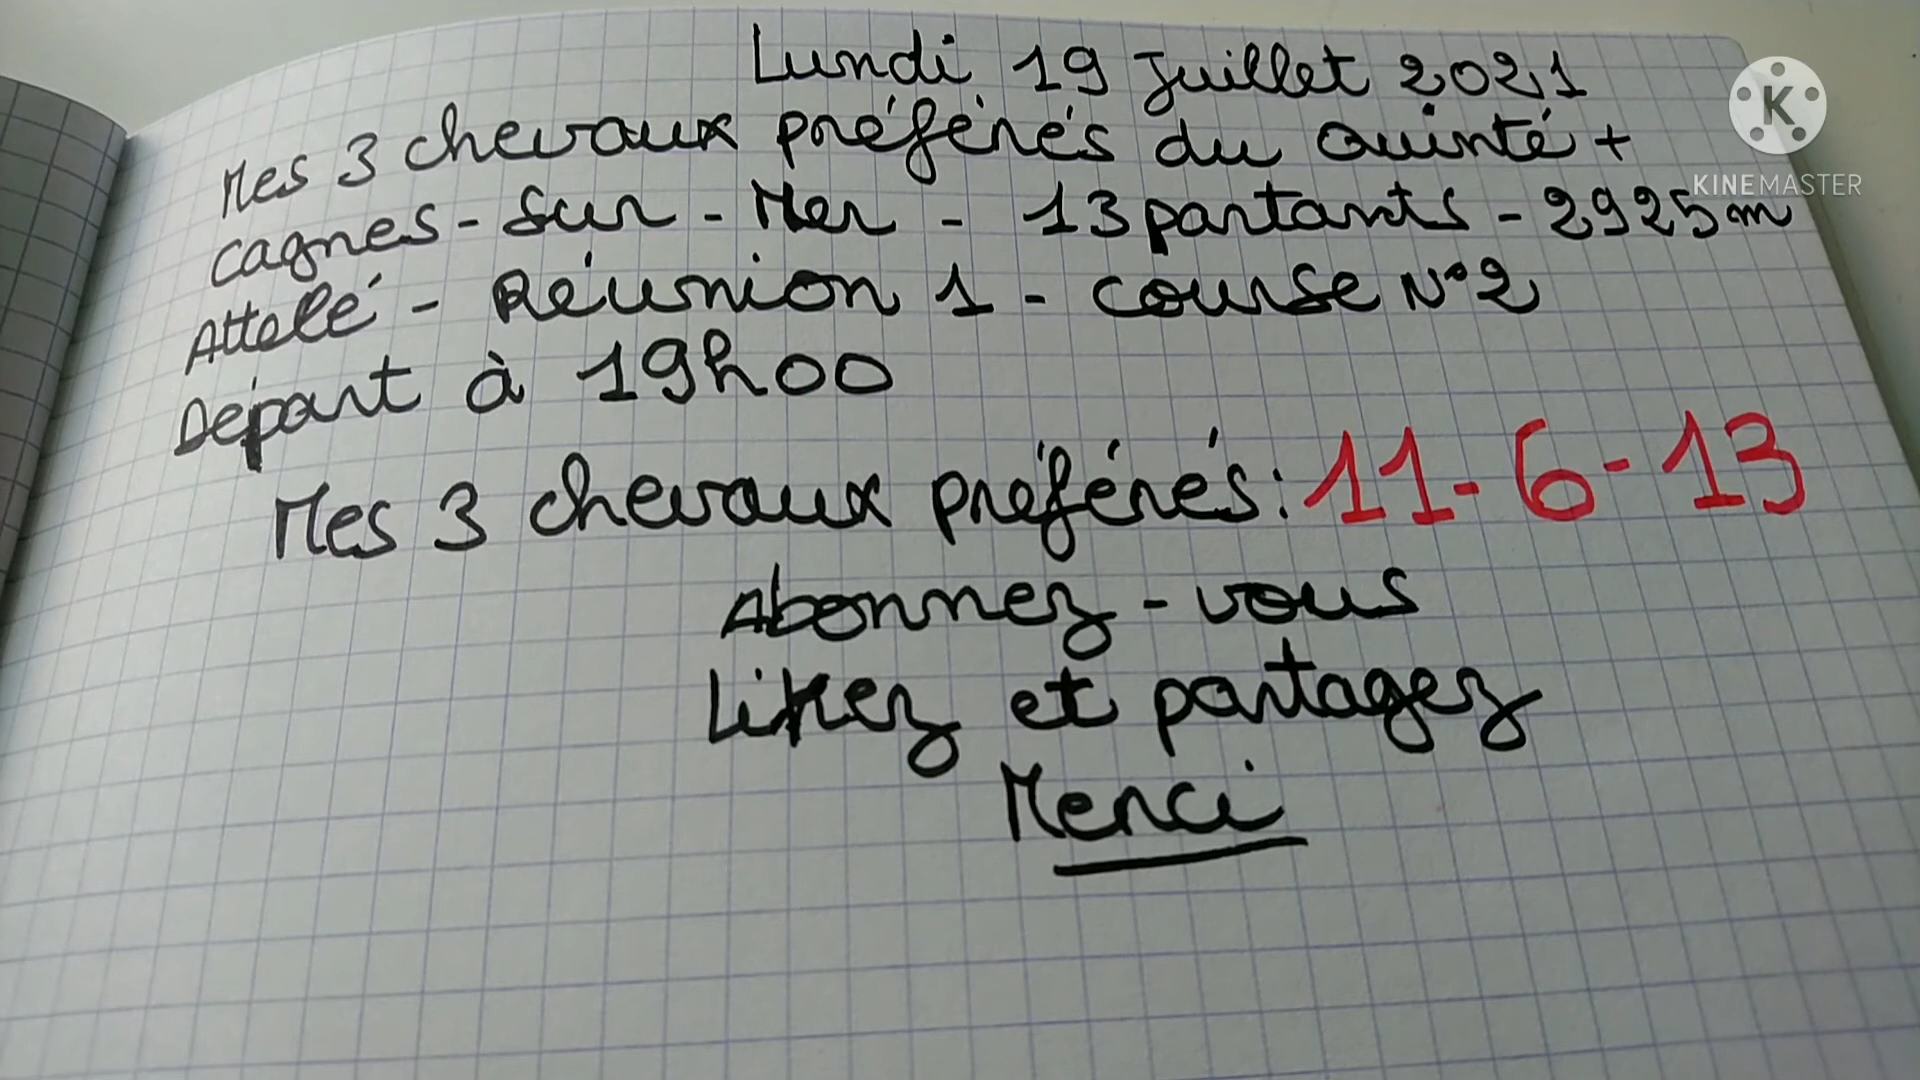 Lundi 19 Juillet 2021
Mes 3 chevaux préférés du Quinté +
Cagnes-sur-Mer - 13 partants - 2925m
Attelé - Réunion 1 - course N°2
Départ à 19h00
Mes 3 chevaux préférés: 11-6-13
Abonnez-vous
Likez et partagez
Merci
K
KINEMASTER